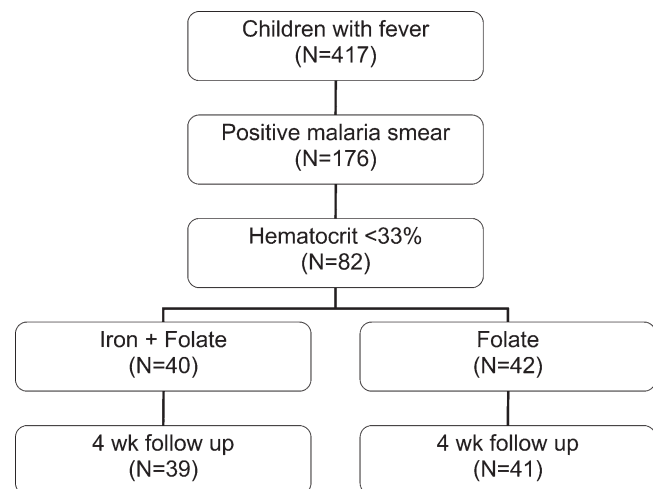 Children with fever
(N=417)
Positive malaria smear
(N=176)
Hematocrit <33%
(N=82)
Iron + Folate
(N=40)
Folate
(N=42)
4 wk follow up
(N=39)
4 wk follow up
(N=41)